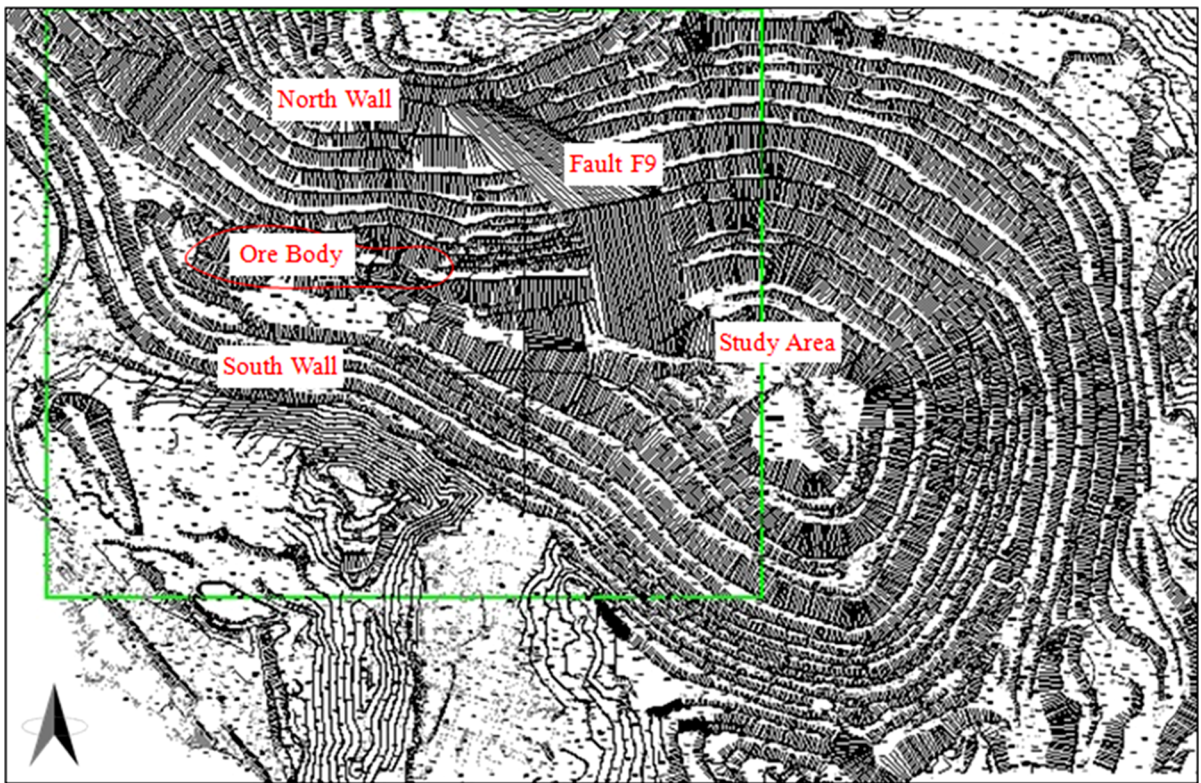 North Wall
Fault F9
Ore Body
Study Area
South Wall